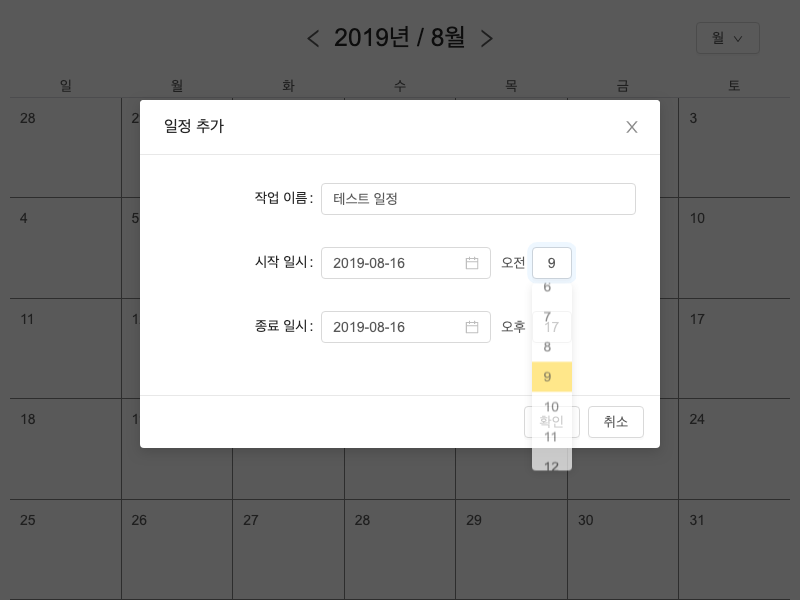 2019년 / 8월
월
일 월 화 수 목 금 토
28 2 3
일정 추가
작업 이름 : 테스트 일정
4 5 10
시작 일시 : 2019-08-16 오전 9
6
7
종료 일시 : 2019-08-16 오후 17
11 1 17
8
9
10
확인 취소
18 1 24
11
12
25 26 27 28 29 30 31